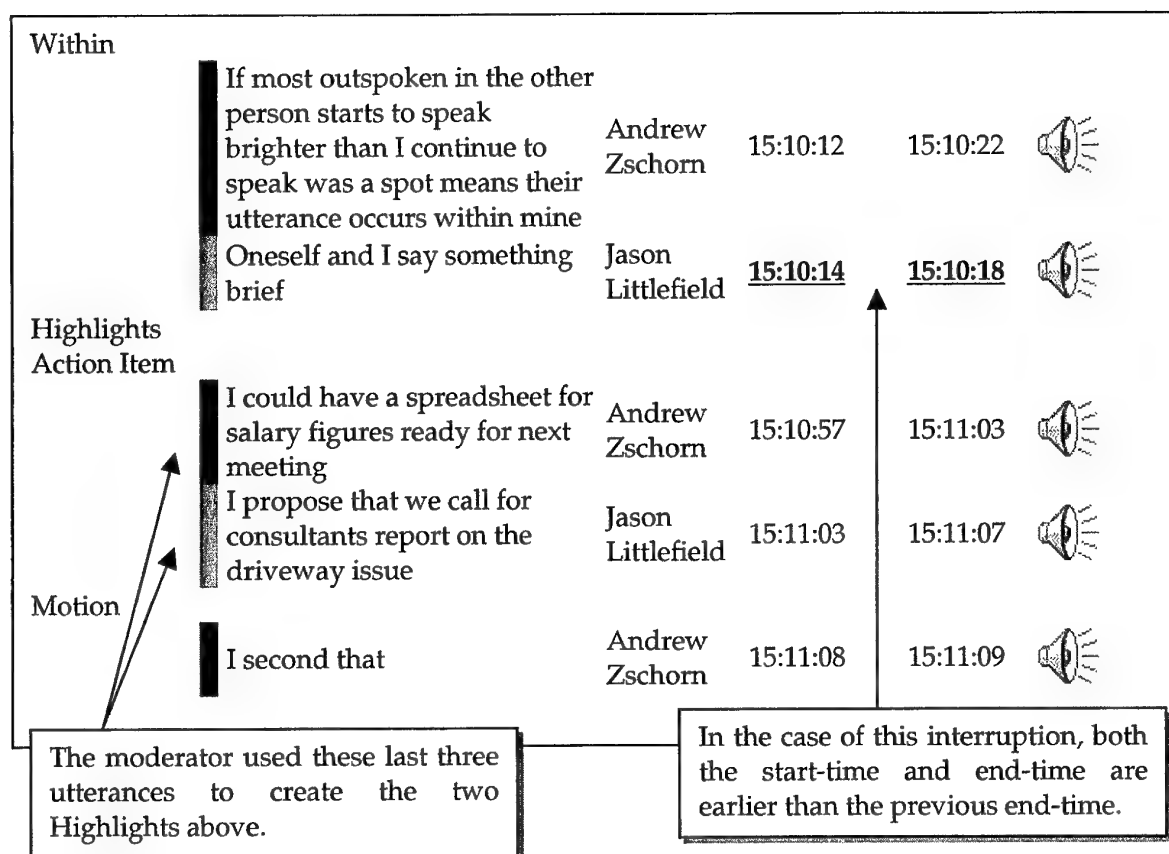 Within
If most outspoken in the other
person starts to speak
brighter than I continue to
speak was a spot means their
utterance occurs within mine
Andrew
Zschorn
15:10:12
15:10:22
Oneself and I say something
brief
Jason
Littlefield
15:10:14
15:10:18
Highlights
Action Item
I could have a spreadsheet for
salary figures ready for next
meeting
Andrew
Zschorn
15:10:57
15:11:03
I propose that we call for
consultants report on the
driveway issue
Jason
Littlefield
15:11:03
15:11:07
Motion
I second that
Andrew
Zschorn
15:11:08
15:11:09
The moderator used these last three
utterances to create the two
Highlights above.
In the case of this interruption, both
the start-time and end-time are
earlier than the previous end-time.